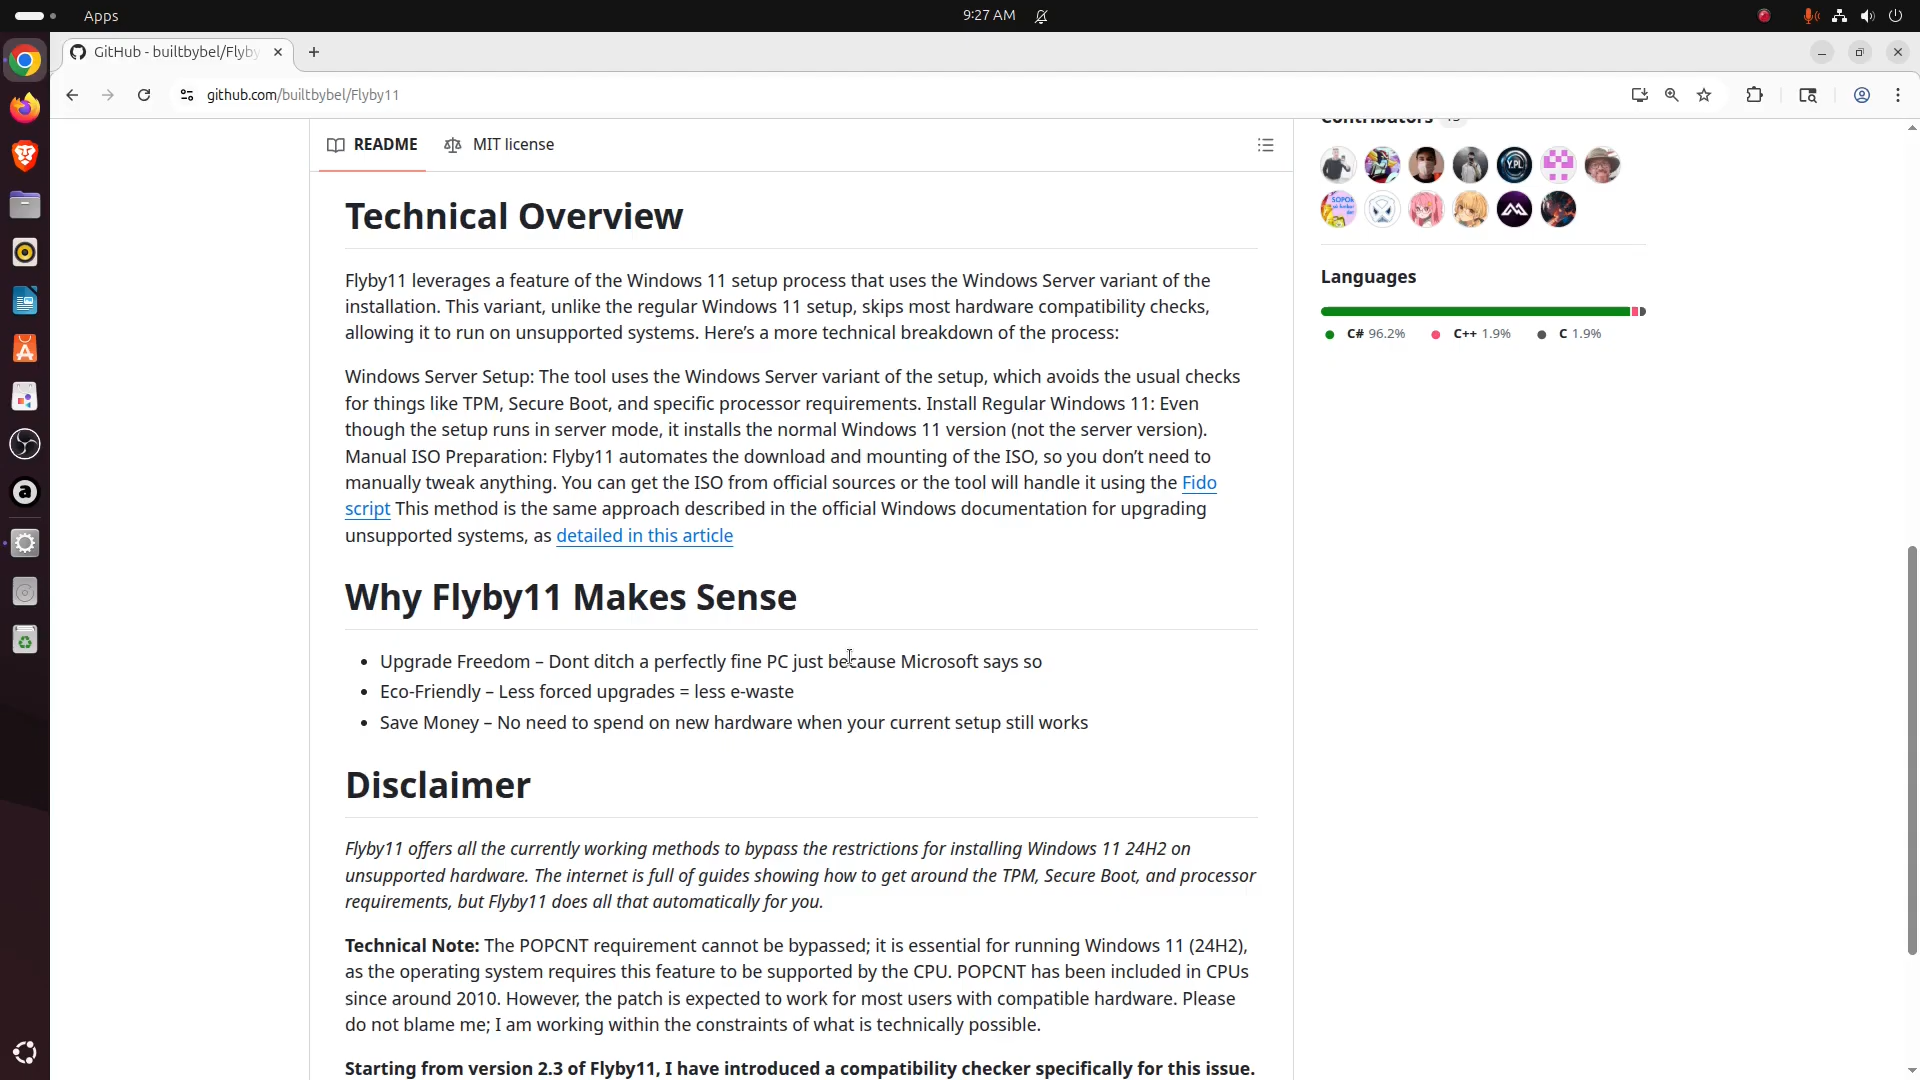 Apps
9:27 AM
GitHub - builtbybel/Flyby
github.com/builtbybel/Flyby11
README
MIT license
Technical Overview
Flyby11 leverages a feature of the Windows 11 setup process that uses the Windows Server variant of the
installation. This variant, unlike the regular Windows 11 setup, skips most hardware compatibility checks,
allowing it to run on unsupported systems. Here’s a more technical breakdown of the process:
Windows Server Setup: The tool uses the Windows Server variant of the setup, which avoids the usual checks
for things like TPM, Secure Boot, and specific processor requirements. Install Regular Windows 11: Even
though the setup runs in server mode, it installs the normal Windows 11 version (not the server version).
Manual ISO Preparation: Flyby11 automates the download and mounting of the ISO, so you don’t need to
manually tweak anything. You can get the ISO from official sources or the tool will handle it using the Fido
script This method is the same approach described in the official Windows documentation for upgrading
unsupported systems, as detailed in this article
Why Flyby11 Makes Sense
• Upgrade Freedom – Dont ditch a perfectly fine PC just because Microsoft says so
• Eco-Friendly – Less forced upgrades = less e-waste
• Save Money – No need to spend on new hardware when your current setup still works
Disclaimer
Flyby11 offers all the currently working methods to bypass the restrictions for installing Windows 11 24H2 on
unsupported hardware. The internet is full of guides showing how to get around the TPM, Secure Boot, and processor
requirements, but Flyby11 does all that automatically for you.
Technical Note: The POPCNT requirement cannot be bypassed; it is essential for running Windows 11 (24H2),
as the operating system requires this feature to be supported by the CPU. POPCNT has been included in CPUs
since around 2010. However, the patch is expected to work for most users with compatible hardware. Please
do not blame me; I am working within the constraints of what is technically possible.
Starting from version 2.3 of Flyby11, I have introduced a compatibility checker specifically for this issue.
Contributors
Y.PL
Languages
C# 96.2%
C++ 1.9%
C 1.9%